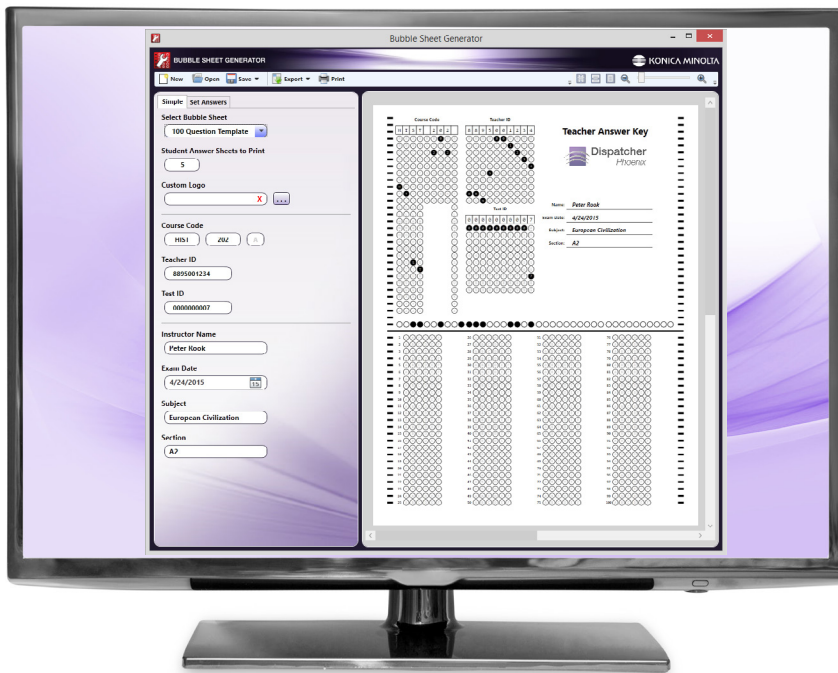 Bubble Sheet Generator
BUBBLE SHEET GENERATOR
KONICA MINOLTA
New Open Save Export Print
Simple Set Answers
Select Bubble Sheet
100 Question Template
Student Answer Sheets to Print
5
Custom Logo
X ...
Course Code
HIST 202 A
Teacher ID
8895001234
Test ID
0000000007
Instructor Name
Peter Rook
Exam Date
4/24/2015 15
Subject
European Civilization
Section
A2
Course Code Teacher ID
Teacher Answer Key
Dispatcher
Phoenix
Test ID
Name: Peter Rook
Exam Date: 4/24/2015
Subject: European Civilization
Section: A2